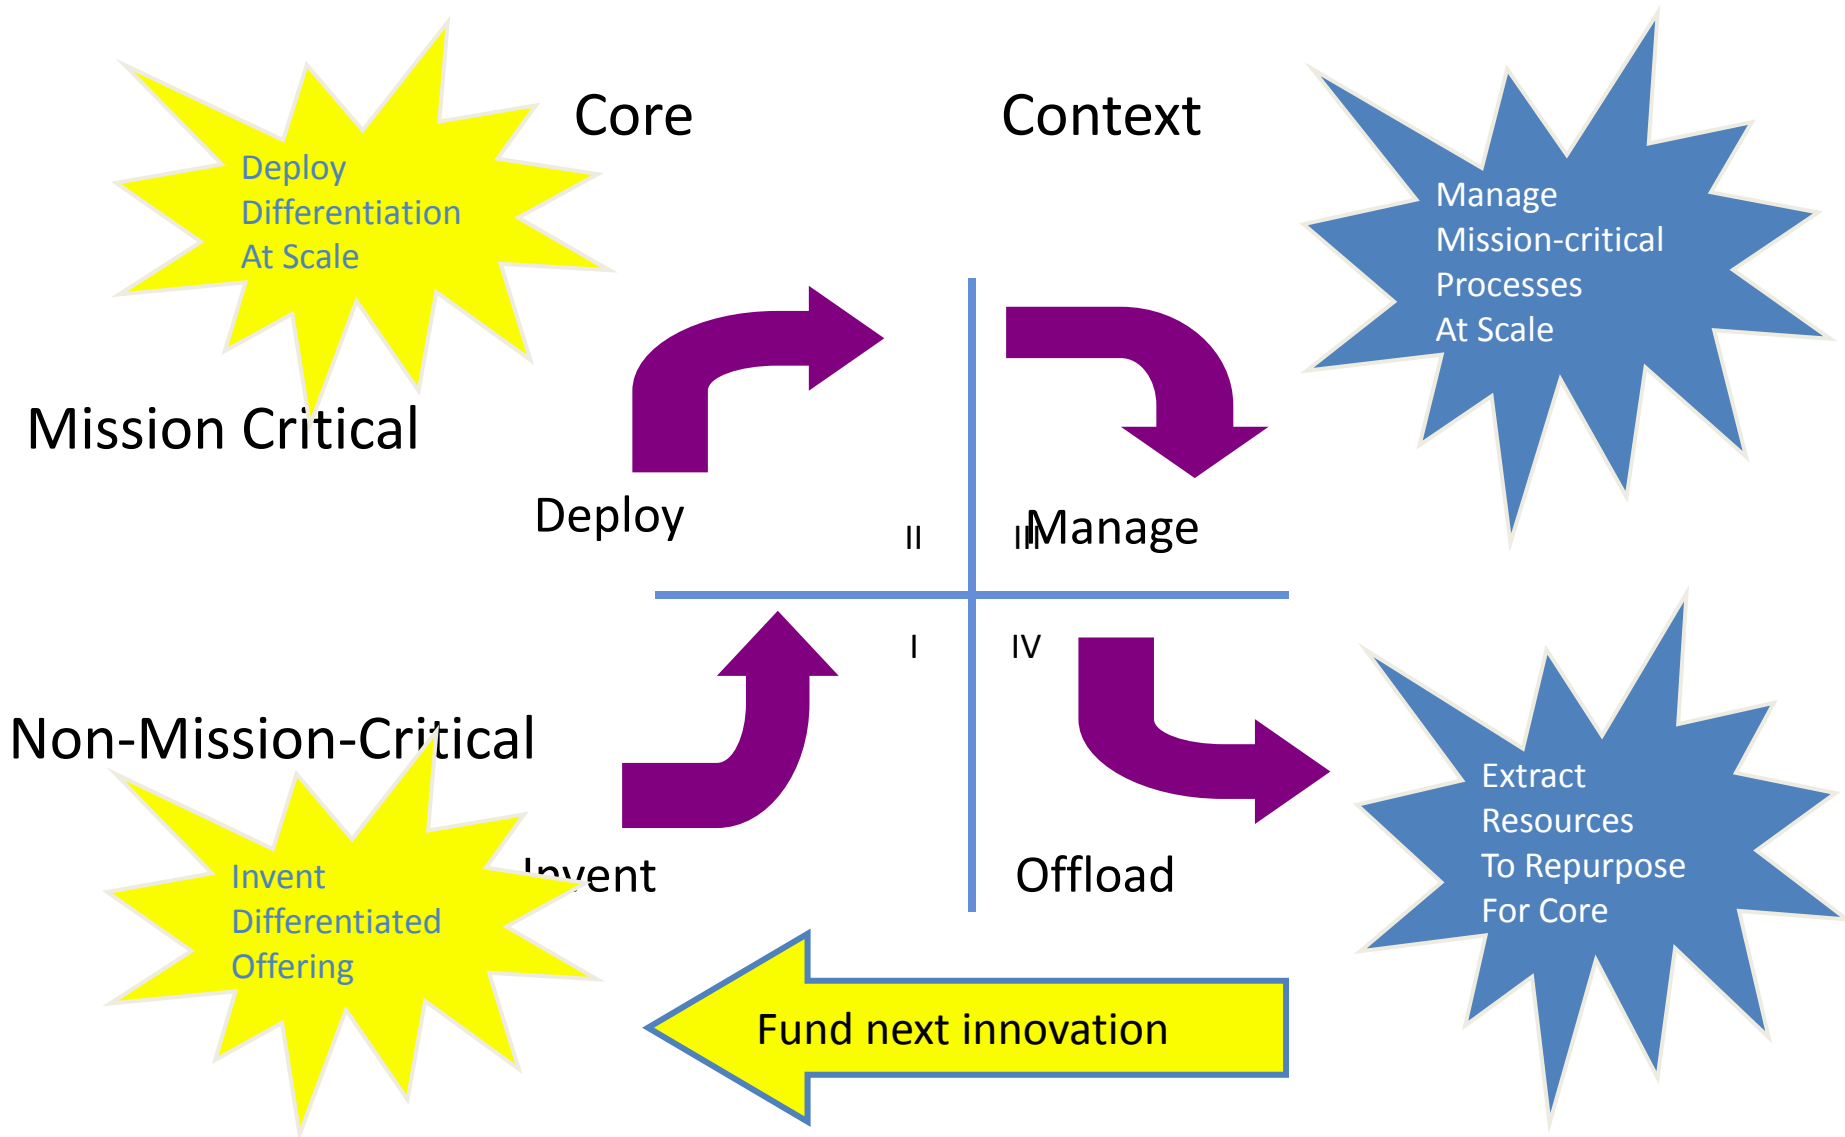 Core
Context
Deploy
Differentiation
At Scale
Manage
Mission-critical
Processes
At Scale
Mission Critical
Deploy
II
III
Manage
I
IV
Non-Mission-Critical
Invent
Differentiated
Offering
Invent
Offload
Extract
Resources
To Repurpose
For Core
Fund next innovation